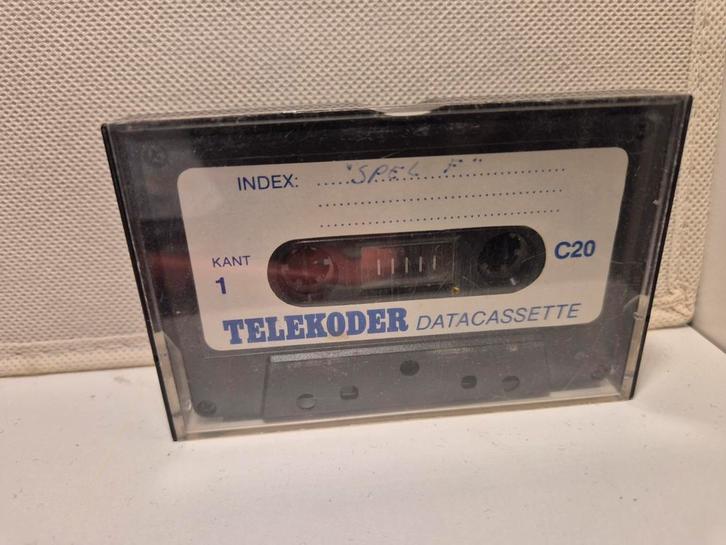 INDEX: "SPEL F"
KANT
1
C20
TELEKODER DATACASSETTE